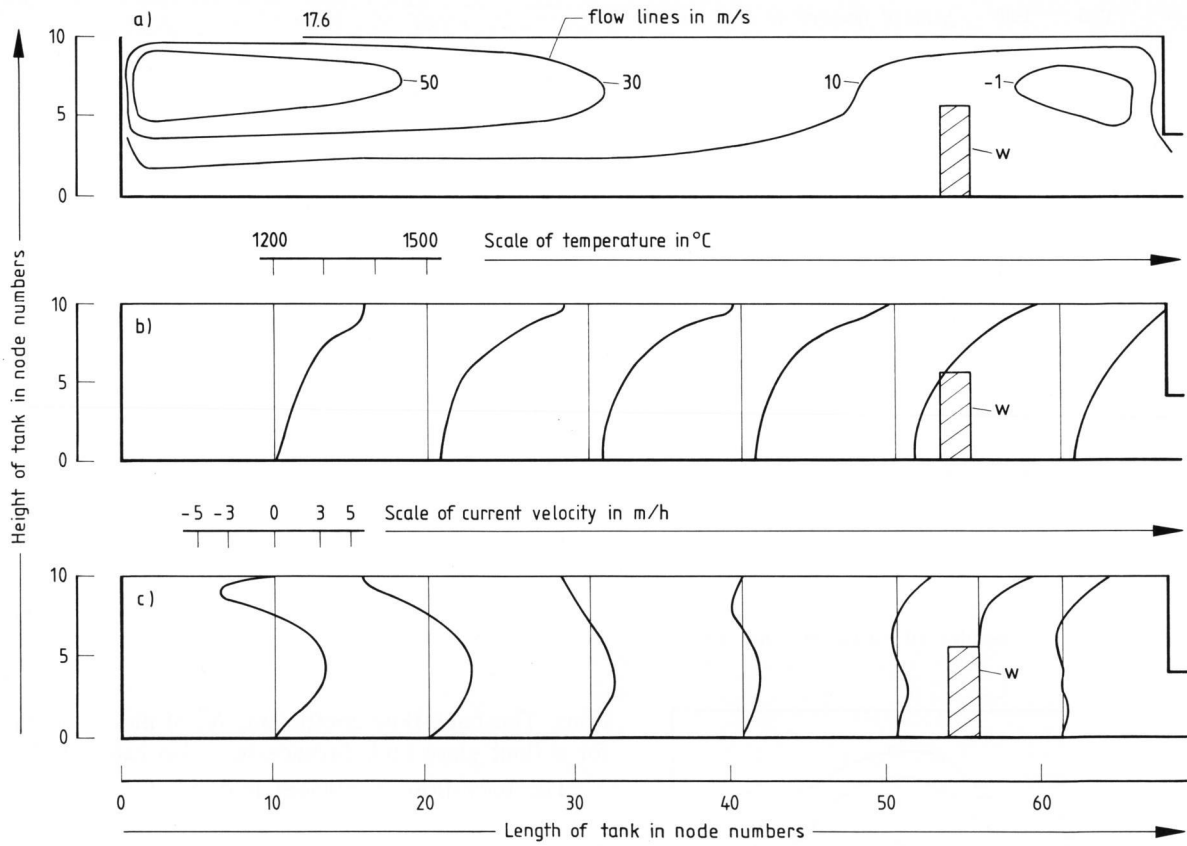 a)
17.6
flow lines in m/s
10
5
0
50
30
10
-1
W
1200
1500
Scale of temperature in °C
b)
10
5
0
W
-5 -3 0 3 5
Scale of current velocity in m/h
c)
10
5
0
W
Height of tank in node numbers
0 10 20 30 40 50 60
Length of tank in node numbers